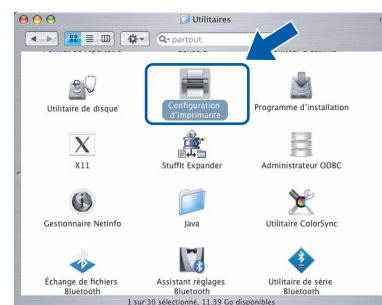 Utilitaires
partout
Utilitaire de disque
Configuration
d'Imprimante
Programme d'installation
X11
StuffIt Expander
Administrateur ODBC
Gestionnaire NetInfo
Java
Utilitaire ColorSync
Échange de fichiers
Bluetooth
Assistant réglages
Bluetooth
Utilitaire de série
Bluetooth
1 sur 30 sélectionné, 11.39 Go disponibles